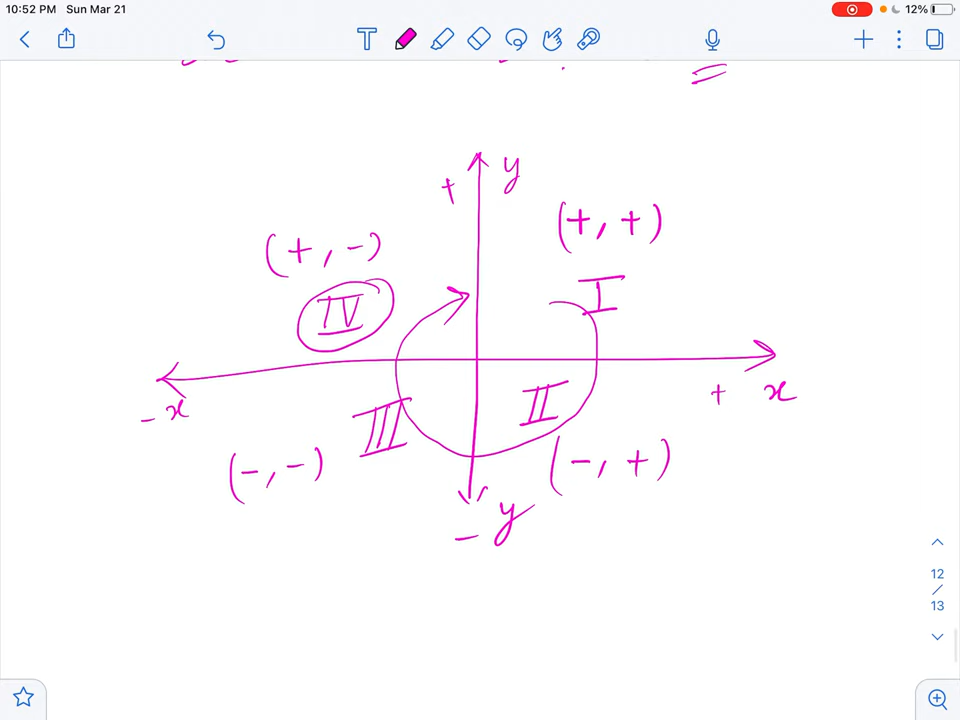 10:52 PM Sun Mar 21
12%
T
y
+
(+, +)
(+, -)
I
IV
+ x
- x
II
III
(-, -)
(-, +)
- y
12
/
13